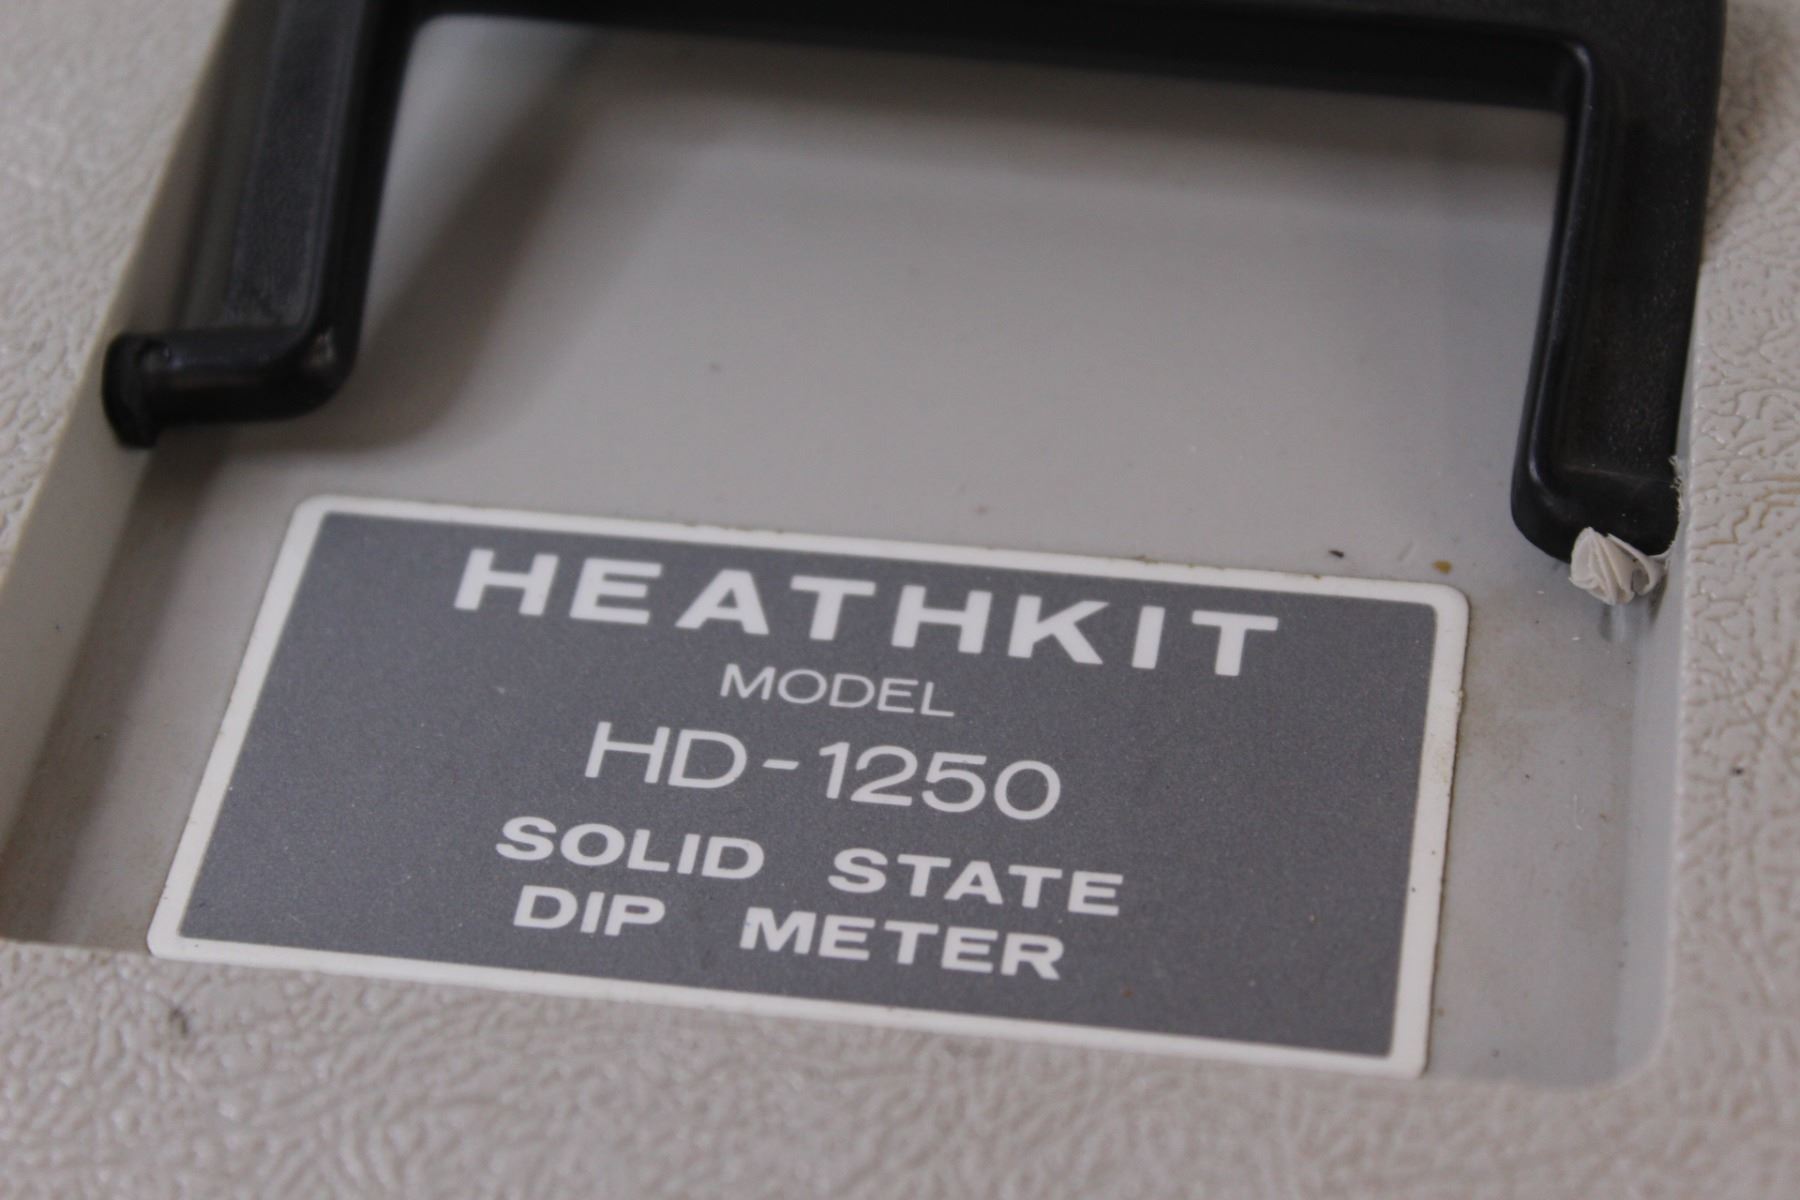 HEATHKIT
MODEL
HD-1250
SOLID STATE
DIP METER